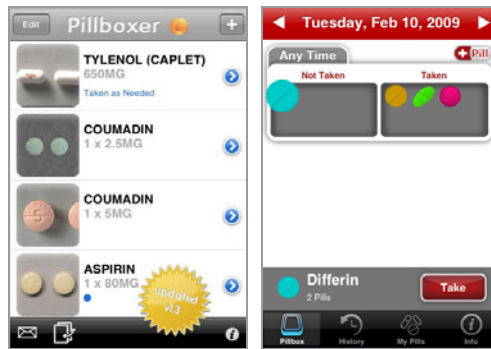 Edit
Pillboxer
+
TYLENOL (CAPLET)
650MG
Taken as Needed
COUMADIN
1 x 2.5MG
COUMADIN
1 x 5MG
ASPIRIN
1 x 80MG
updated
v1.3
Tuesday, Feb 10, 2009
Any Time
Pill
Not Taken
Taken
Differin
2 Pills
Take
Pillbox
History
My Pills
Info